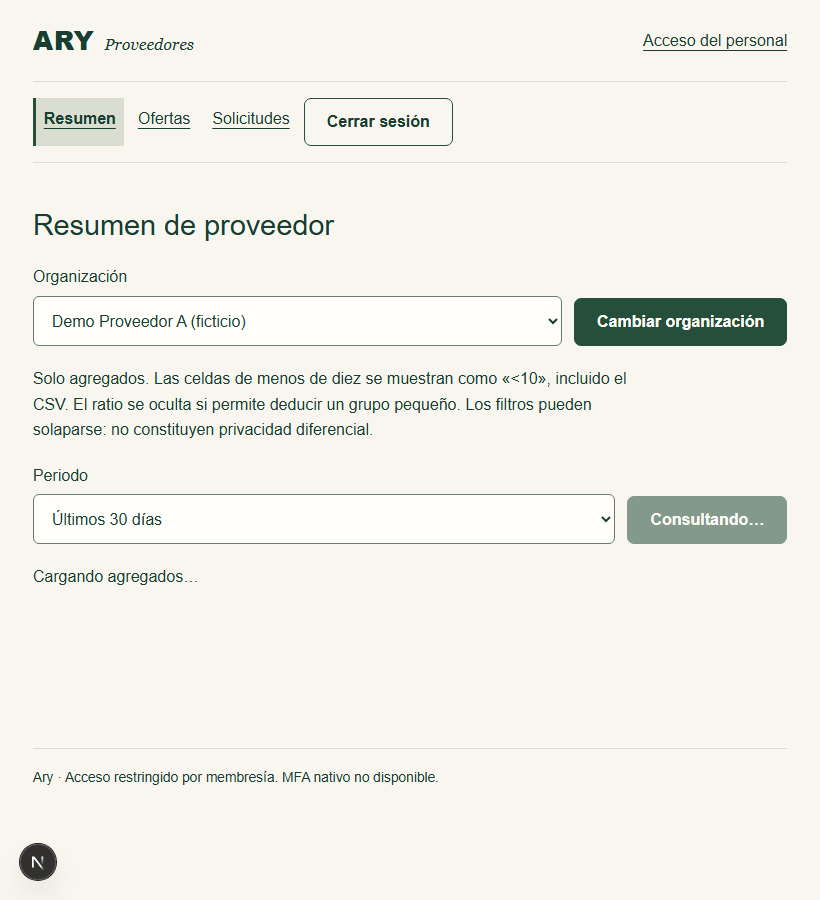 ARY Proveedores
Acceso del personal
Resumen
Ofertas
Solicitudes
Cerrar sesión
Resumen de proveedor
Organización
Demo Proveedor A (ficticio)
Cambiar organización
Solo agregados. Las celdas de menos de diez se muestran como «<10», incluido el
CSV. El ratio se oculta si permite deducir un grupo pequeño. Los filtros pueden
solaparse: no constituyen privacidad diferencial.
Periodo
Últimos 30 días
Consultando…
Cargando agregados…
Ary · Acceso restringido por membresía. MFA nativo no disponible.
N